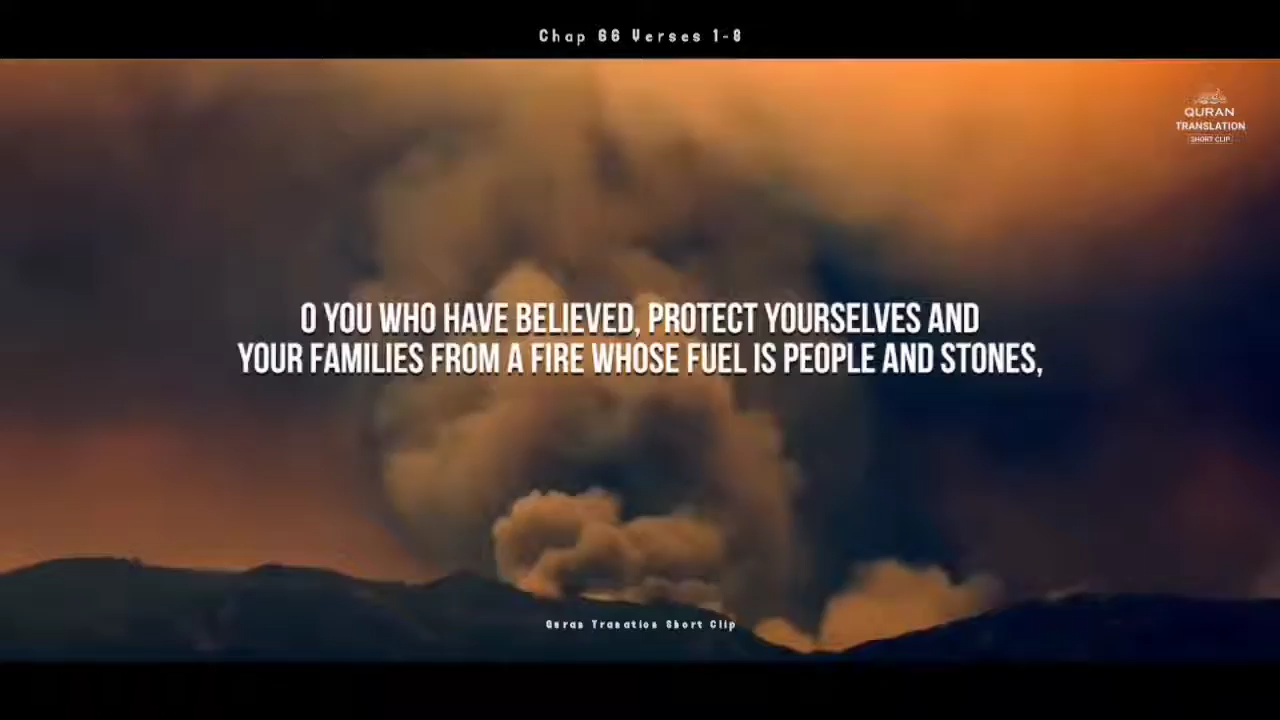 Chap 66 Verses 1-8
QURAN
TRANSLATION
SHORT CLIP
O YOU WHO HAVE BELIEVED, PROTECT YOURSELVES AND
YOUR FAMILIES FROM A FIRE WHOSE FUEL IS PEOPLE AND STONES,
Quran Tranation Short Clip